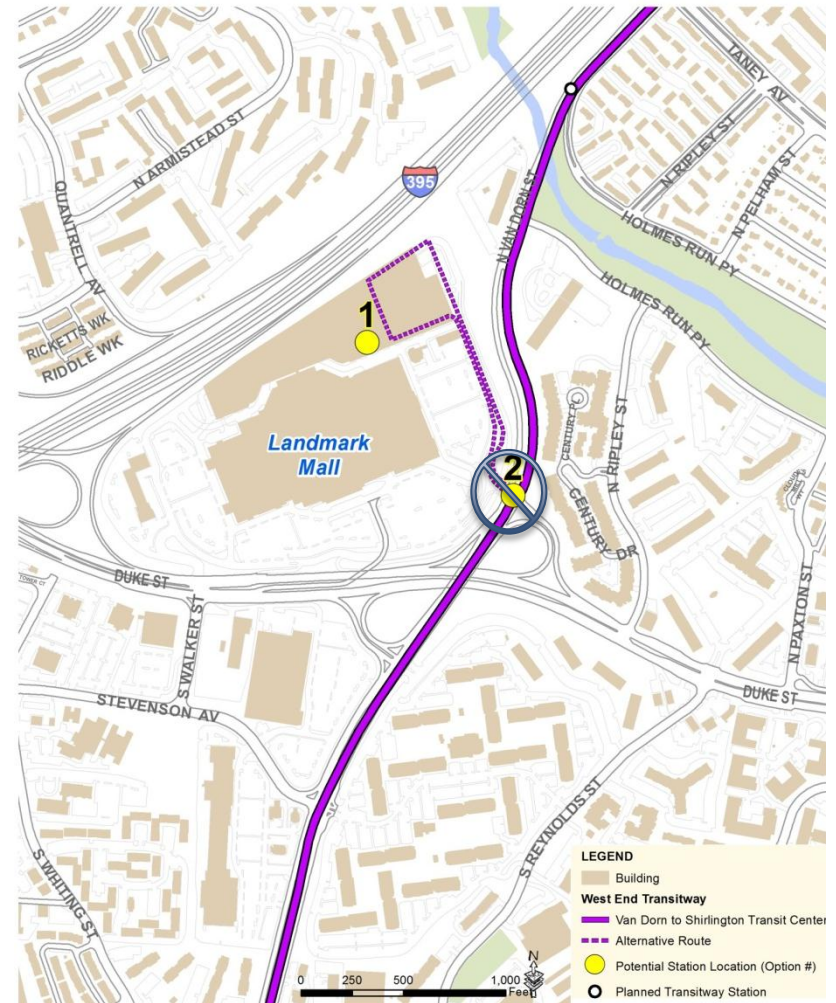 TANEY AV
N ARMISTEAD ST
N RIPLEY ST
395
N PELHAM ST
QUANTRELL AV
N VAN DORN ST
HOLMES RUN PY
HOLMES RUN PY
1
RICKETTS WK
RIDDLE WK
Landmark
Mall
CENTURY PL
N RIPLEY ST
2
CENTURY DR
DUKE ST
S WALKER ST
N PAXTON ST
DUKE ST
STEVENSON AV
S REYNOLDS ST
S WHITING ST
LEGEND
Building
West End Transitway
Van Dorn to Shirlington Transit Center
Alternative Route
Potential Station Location (Option #)
Planned Transitway Station
N
0 250 500 1,000
Feet